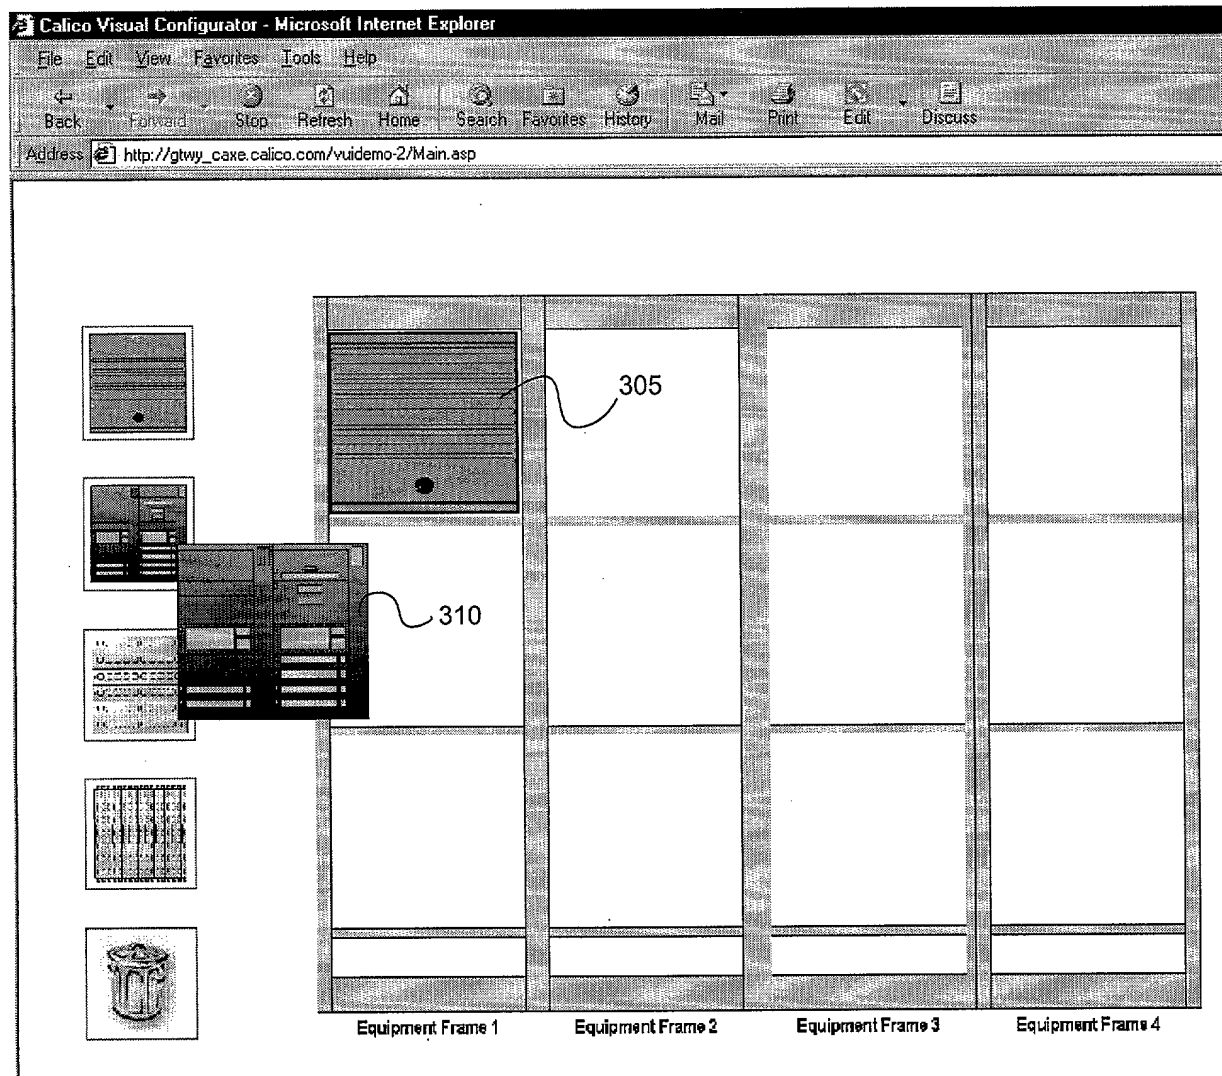 Calico Visual Configurator - Microsoft Internet Explorer
File Edit View Favorites Tools Help
Back Forward Stop Refresh Home Search Favorites History Mail Print Edit Discuss
Address http://gtwy_caxe.calico.com/vuidemo-2/Main.asp
305
310
Equipment Frame 1 Equipment Frame 2 Equipment Frame 3 Equipment Frame 4